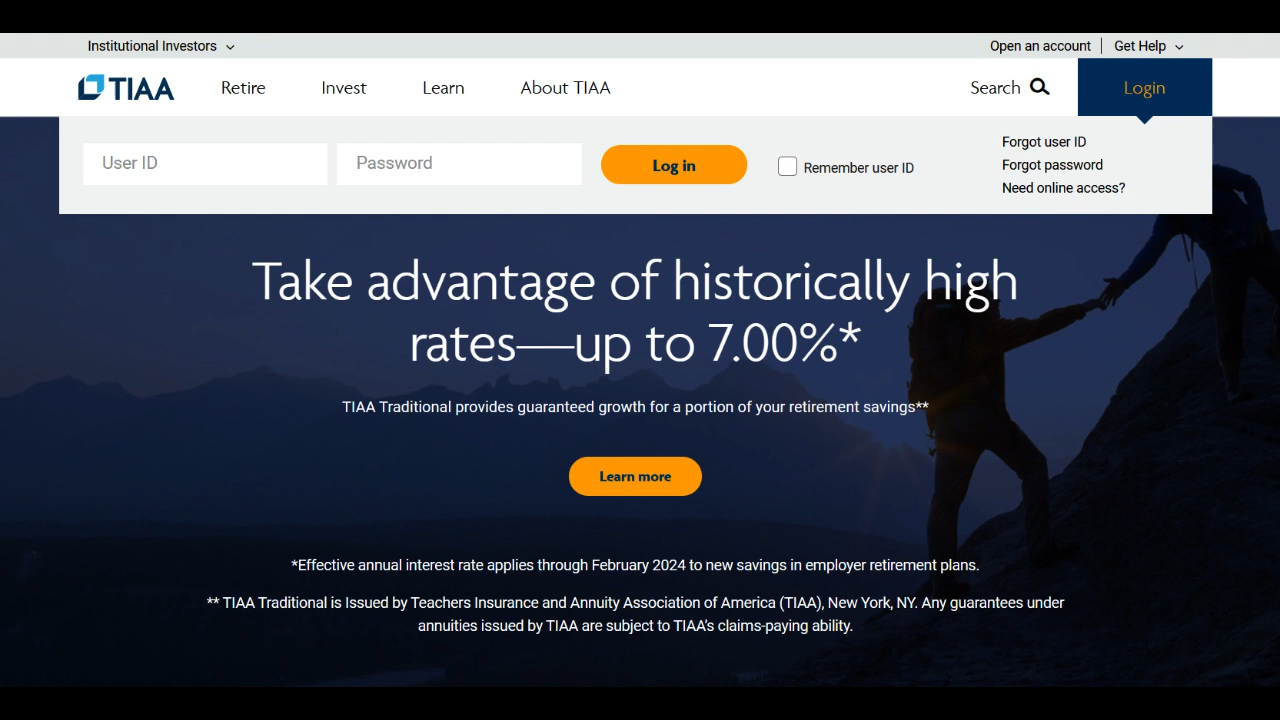 Institutional Investors
Open an account
Get Help
TIAA
Retire
Invest
Learn
About TIAA
Search
Login
User ID
Password
Log in
Remember user ID
Forgot user ID
Forgot password
Need online access?
Take advantage of historically high
rates—up to 7.00%*
TIAA Traditional provides guaranteed growth for a portion of your retirement savings**
Learn more
*Effective annual interest rate applies through February 2024 to new savings in employer retirement plans.
** TIAA Traditional is Issued by Teachers Insurance and Annuity Association of America (TIAA), New York, NY. Any guarantees under
annuities issued by TIAA are subject to TIAA's claims-paying ability.